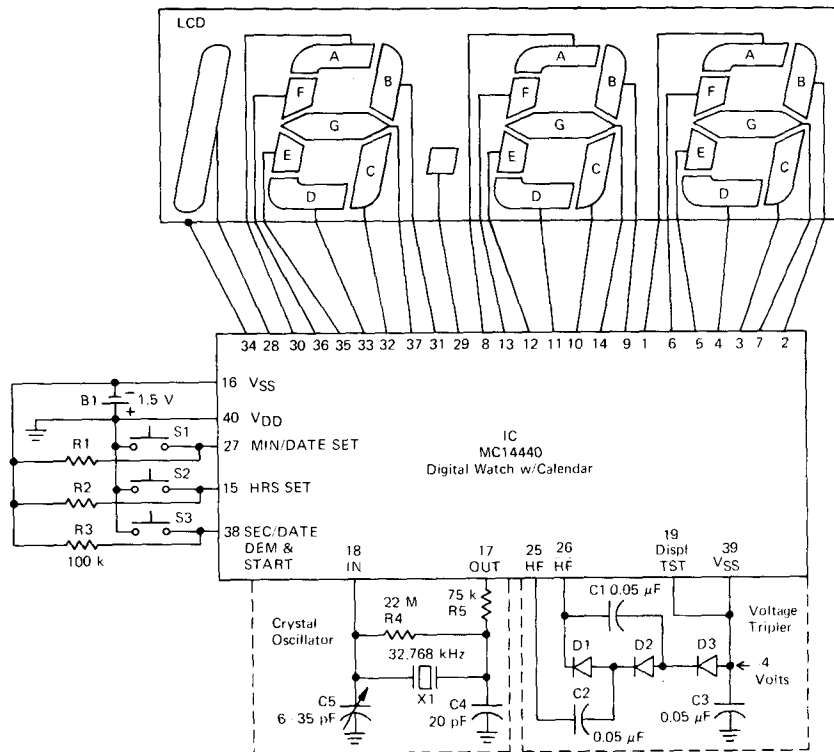 LCD
A A A
F B F B F B
G G G
E C E C E C
D D D
34 28 30 36 35 33 32 37 31 29 8 13 12 11 10 14 9 1 6 5 4 3 7 2
16 VSS
B1 − 1.5 V
+
40 VDD
S1
R1 27 MIN/DATE SET
S2
R2 15 HRS SET
S3
R3 38 SEC/DATE
DEM &
START
100 k
IC
MC14440
Digital Watch w/Calendar
18
IN
17
OUT
25
HF
26
HF
19
Displ
TST
39
VSS
Crystal
Oscillator
22 M
R4
75 k
R5
32.768 kHz
X1
C5
6-35 pF
C4
20 pF
C1 0.05 µF
Voltage
Tripler
D1 D2 D3
-4
Volts
C2
0.05 µF
C3
0.05 µF